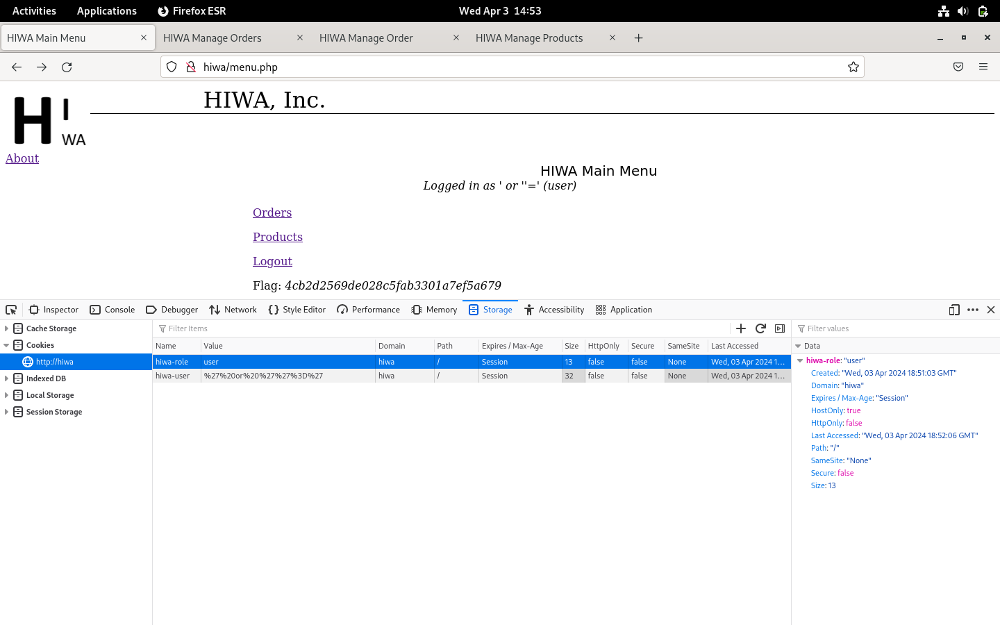 Activities Applications Firefox ESR Wed Apr 3 14:53
HIWA Main Menu HIWA Manage Orders HIWA Manage Order HIWA Manage Products
hiwa/menu.php
HIWA, Inc.
H I WA
About
HIWA Main Menu
Logged in as ' or ''=' (user)
Orders
Products
Logout
Flag: 4cb2d2569de028c5fab3301a7ef5a679
Inspector Console Debugger Network Style Editor Performance Memory Storage Accessibility Application
Cache Storage
Cookies
http://hiwa
Indexed DB
Local Storage
Session Storage
Filter Items
Name Value Domain Path Expires / Max-Age Size HttpOnly Secure SameSite Last Accessed
hiwa-role user hiwa / Session 13 false false None Wed, 03 Apr 2024 1...
hiwa-user %27%20or%20%27%27%3D%27 hiwa / Session 32 false false None Wed, 03 Apr 2024 1...
Filter values
Data
hiwa-role: "user"
Created: "Wed, 03 Apr 2024 18:51:03 GMT"
Domain: "hiwa"
Expires / Max-Age: "Session"
HostOnly: true
HttpOnly: false
Last Accessed: "Wed, 03 Apr 2024 18:52:06 GMT"
Path: "/"
SameSite: "None"
Secure: false
Size: 13